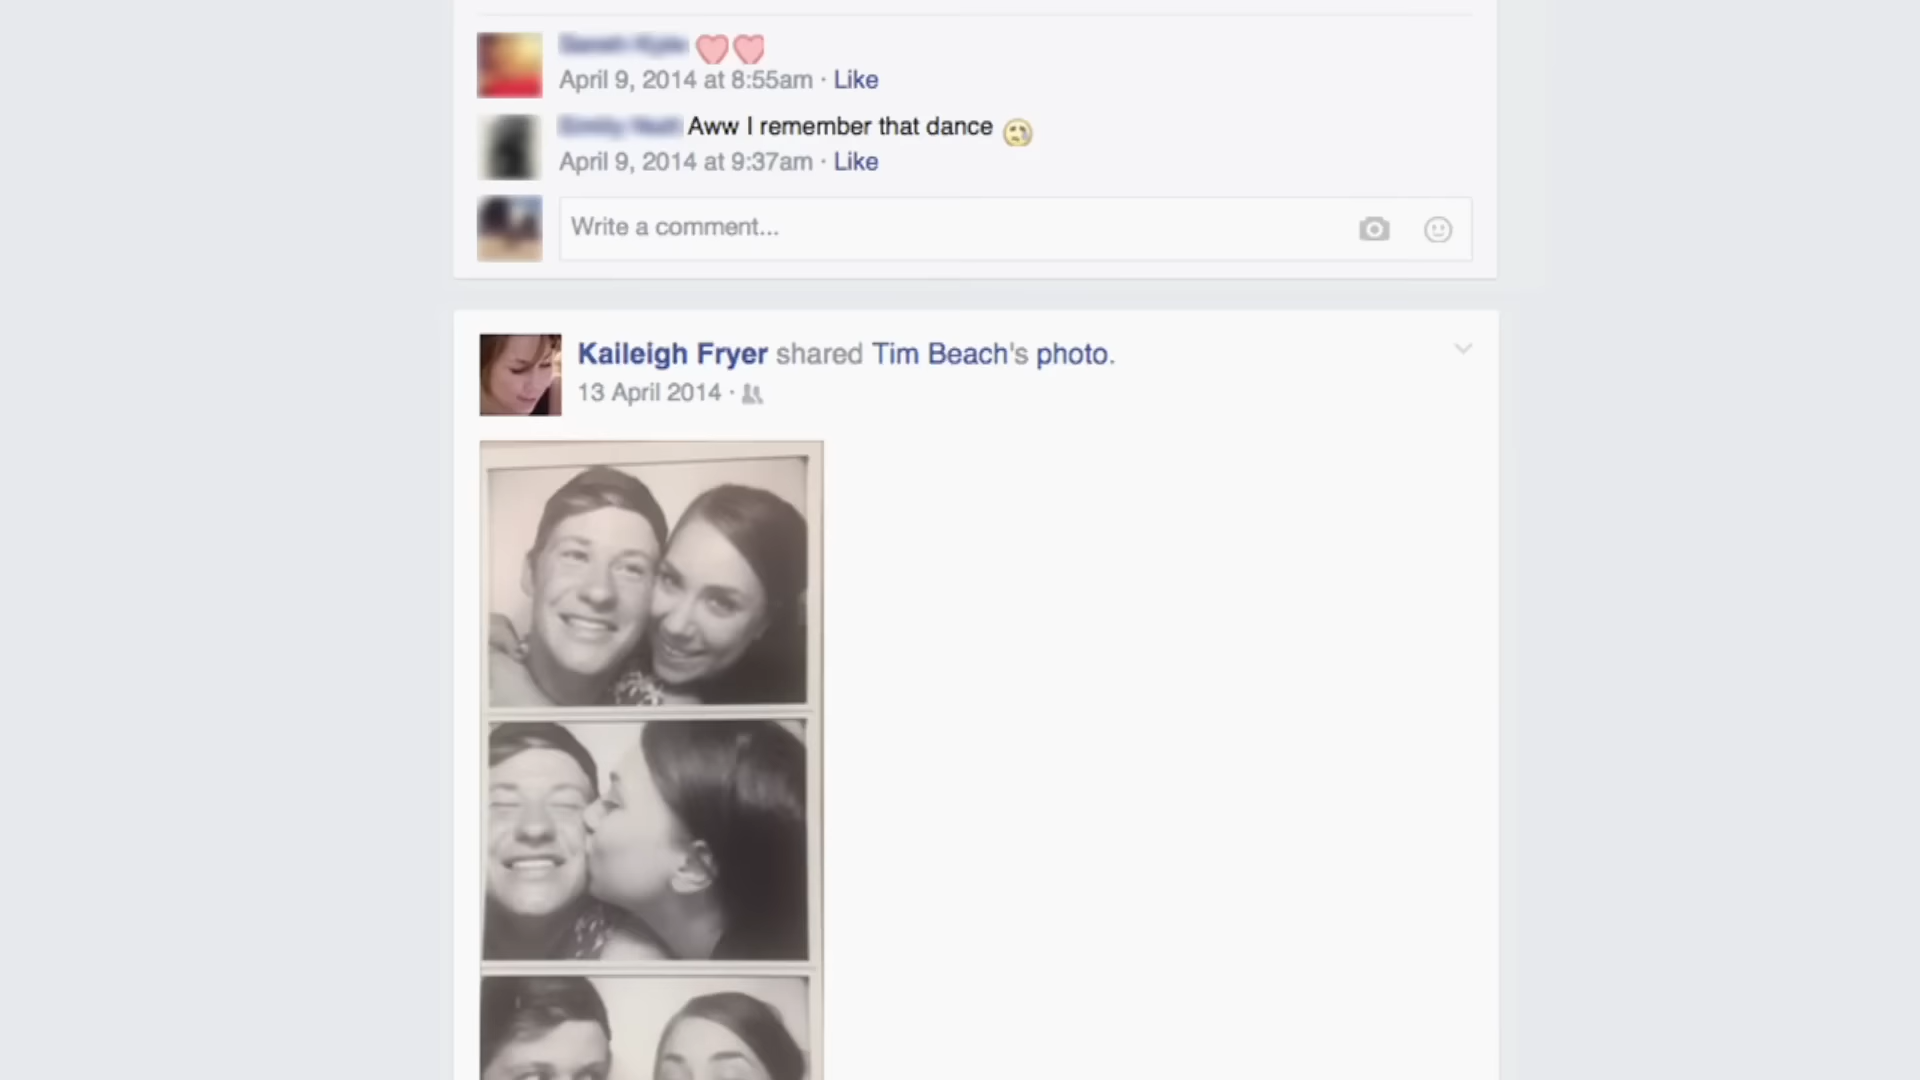 April 9, 2014 at 8:55am · Like
Aww I remember that dance
April 9, 2014 at 9:37am · Like
Write a comment...
Kaileigh Fryer shared Tim Beach's photo.
13 April 2014 ·